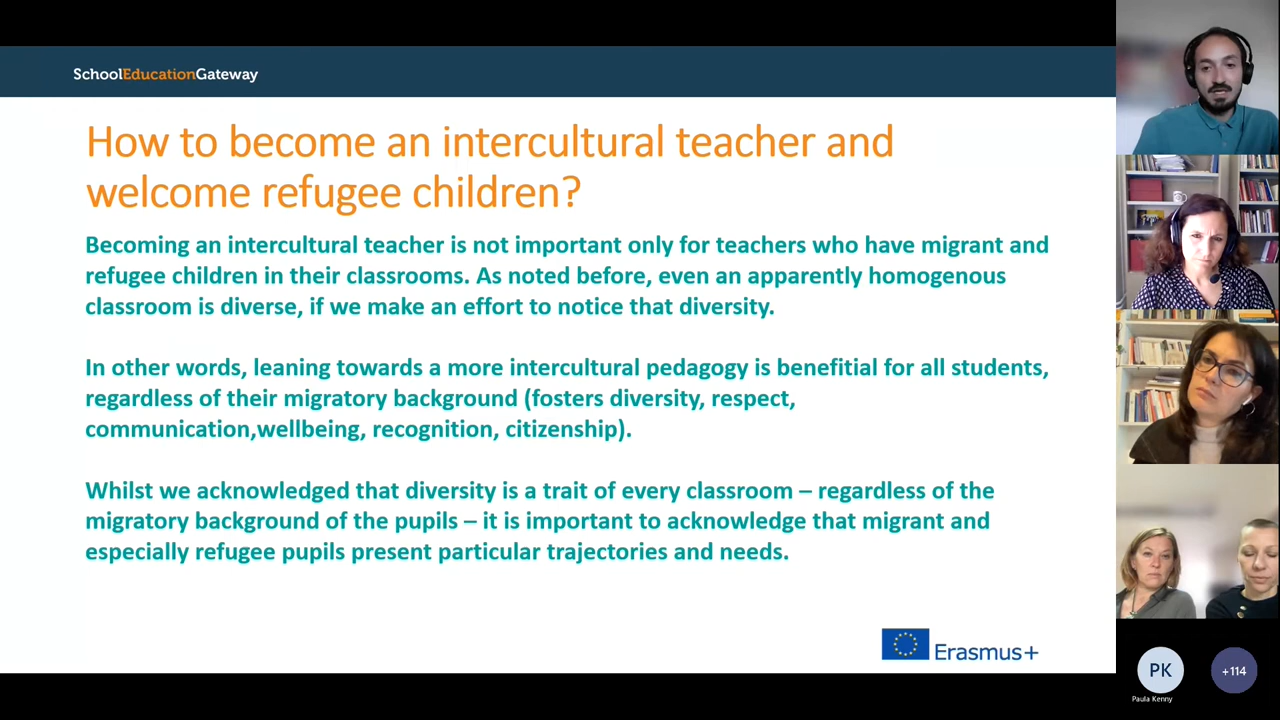 SchoolEducationGateway
How to become an intercultural teacher and
welcome refugee children?
Becoming an intercultural teacher is not important only for teachers who have migrant and
refugee children in their classrooms. As noted before, even an apparently homogenous
classroom is diverse, if we make an effort to notice that diversity.
In other words, leaning towards a more intercultural pedagogy is benefitial for all students,
regardless of their migratory background (fosters diversity, respect,
communication,wellbeing, recognition, citizenship).
Whilst we acknowledged that diversity is a trait of every classroom – regardless of the
migratory background of the pupils – it is important to acknowledge that migrant and
especially refugee pupils present particular trajectories and needs.
Erasmus+
PK
Paula Kenny
+114